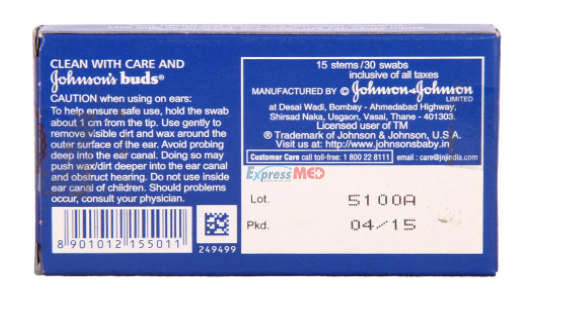 CLEAN WITH CARE AND
Johnson's buds®
CAUTION when using on ears:
To help ensure safe use, hold the swab
about 1 cm from the tip. Use gently to
remove visible dirt and wax around the
outer surface of the ear. Avoid probing
deep into the ear canal. Doing so may
push wax/dirt deeper into the ear canal
and obstruct hearing. Do not use inside
ear canal of children. Should problems
occur, consult your physician.
8 901012 155011
249499
15 stems/30 swabs
inclusive of all taxes
MANUFACTURED BY © Johnson & Johnson
LIMITED
at Desai Wadi, Bombay - Ahmedabad Highway,
Shirsad Naka, Usgaon, Vasai, Thane - 401303.
Licensed user of TM
® Trademark of Johnson & Johnson, U.S.A.
Visit us at: http://www.johnsonsbaby.in
Customer Care call toll-free: 1 800 22 8111 email : care@jnjindia.com
ExpressMED
Lot. 5100A
Pkd. 04/15